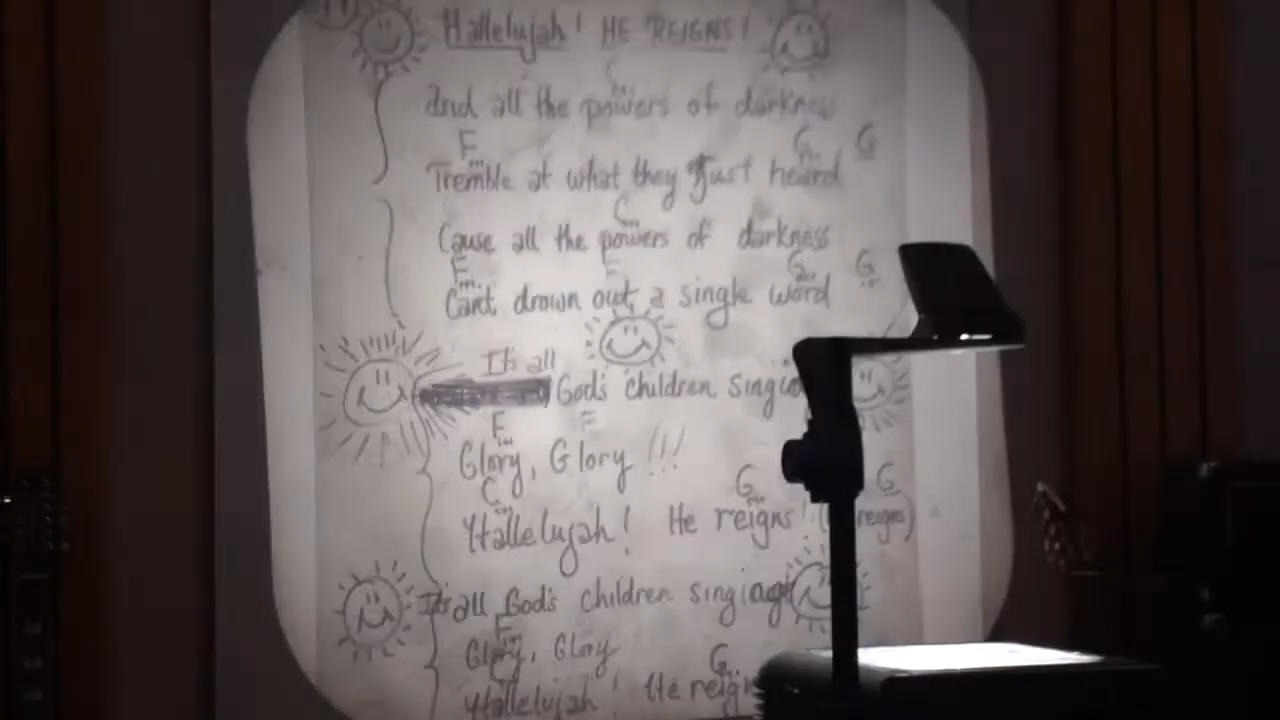 Hallelujah! HE REIGNS!
C
And all the powers of darkness
F G G
Tremble at what they just heard
C
Cause all the powers of darkness
F F G G
Can't drown out a single word
It's all
God's children singing
F F
Glory, Glory!!!
C G G
Hallelujah! He reigns! (reigns)
It's all God's children singing
F
Glory, Glory
G
Hallelujah! He reign